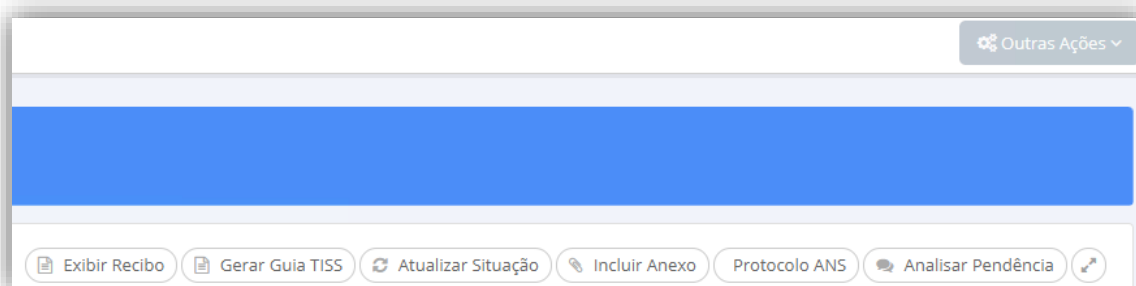 Outras Ações
Exibir Recibo Gerar Guia TISS Atualizar Situação Incluir Anexo Protocolo ANS Analisar Pendência